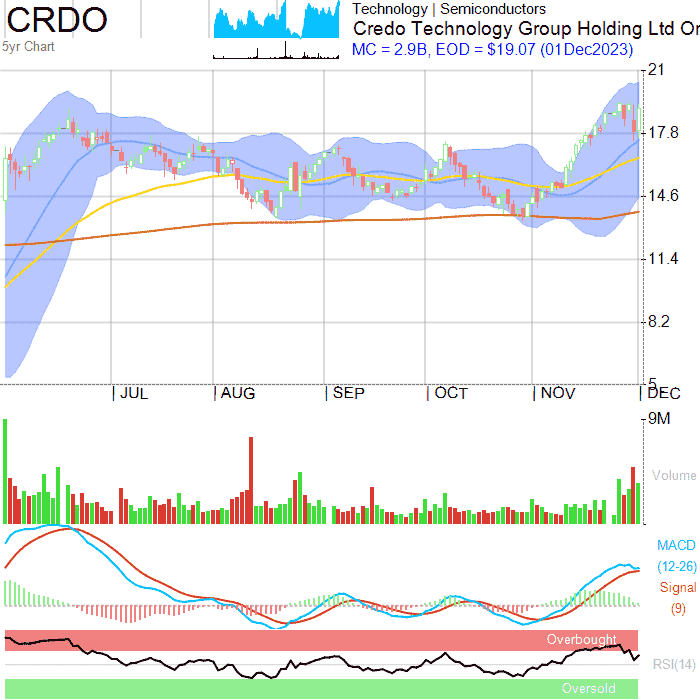 CRDO
5yr Chart
Technology | Semiconductors
Credo Technology Group Holding Ltd Or
MC = 2.9B, EOD = $19.07 (01Dec2023)
21
17.8
14.6
11.4
8.2
5
JUL
AUG
SEP
OCT
NOV
DEC
9M
Volume
MACD
(12-26)
Signal
(9)
Overbought
RSI(14)
Oversold